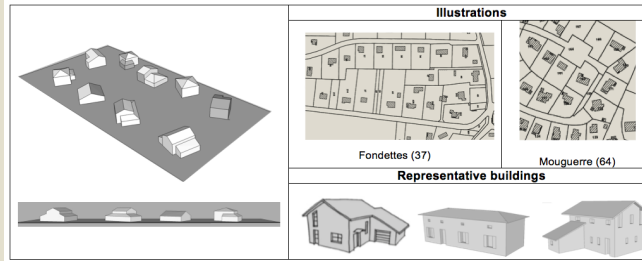 Illustrations
Fondettes (37)
Mouguerre (64)
Representative buildings